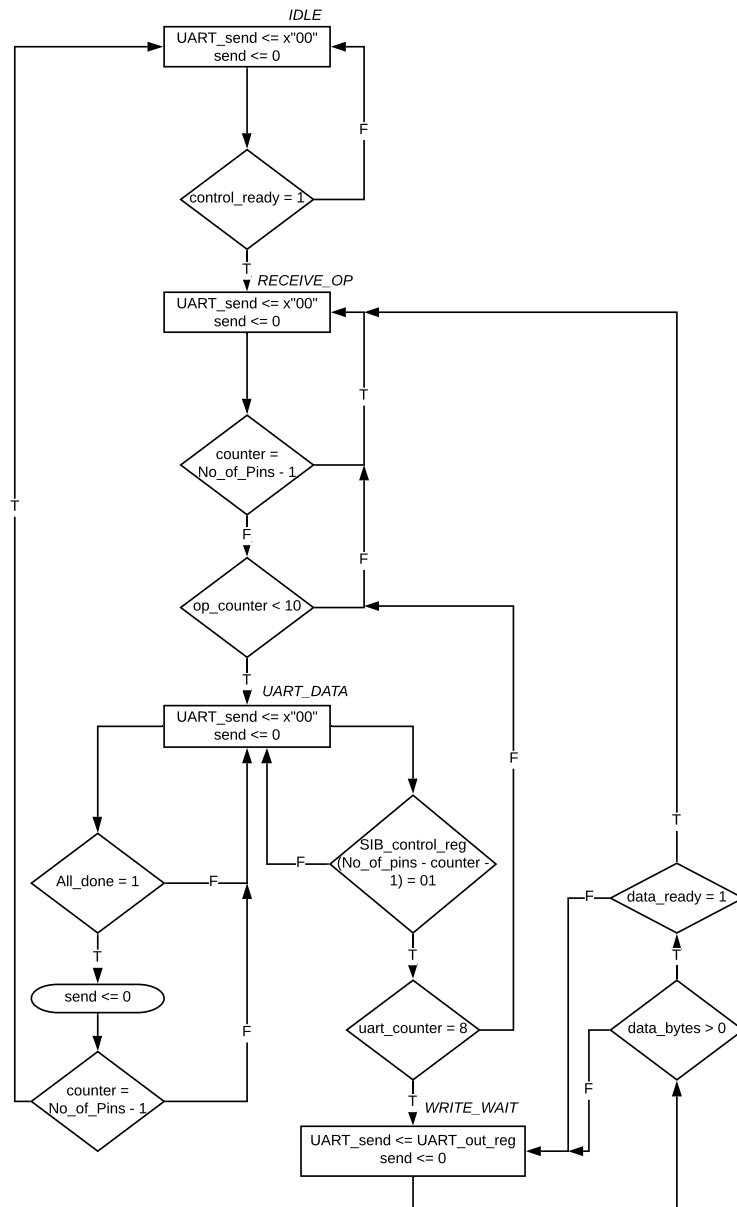 IDLE
UART_send <= x"00"
send <= 0
F
control_ready = 1
T
RECEIVE_OP
UART_send <= x"00"
send <= 0
T
counter =
No_of_Pins - 1
T
F
F
op_counter < 10
T
UART_DATA
UART_send <= x"00"
send <= 0
F
T
SIB_control_reg
(No_of_pins - counter -
1) = 01
F
All_done = 1
F
F
data_ready = 1
T
T
T
send <= 0
uart_counter = 8
data_bytes > 0
F
counter =
No_of_Pins - 1
F
T
WRITE_WAIT
UART_send <= UART_out_reg
send <= 0